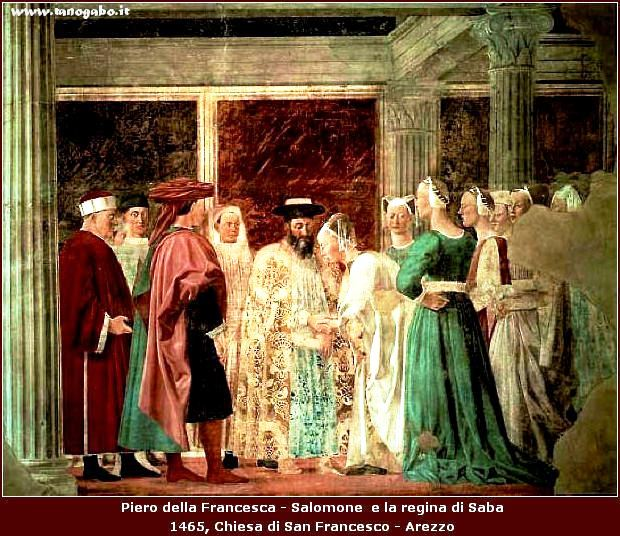 www.tanogabo.it
Piero della Francesca - Salomone e la regina di Saba
1465, Chiesa di San Francesco - Arezzo